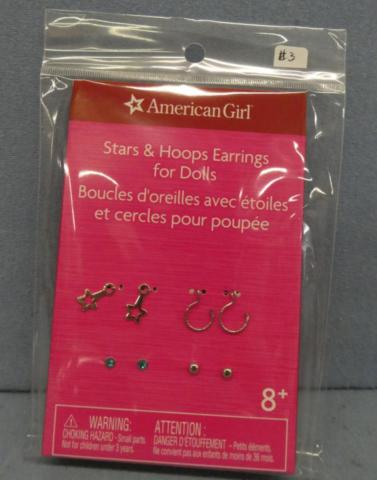 #3
AmericanGirl
Stars & Hoops Earrings
for Dolls
Boucles d'oreilles avec étoiles
et cercles pour poupée
8+
WARNING:
CHOKING HAZARD - Small parts
Not for children under 3 years.
ATTENTION :
DANGER D'ÉTOUFFEMENT - Petits éléments
Ne convient pas aux enfants de moins de 36 mois.